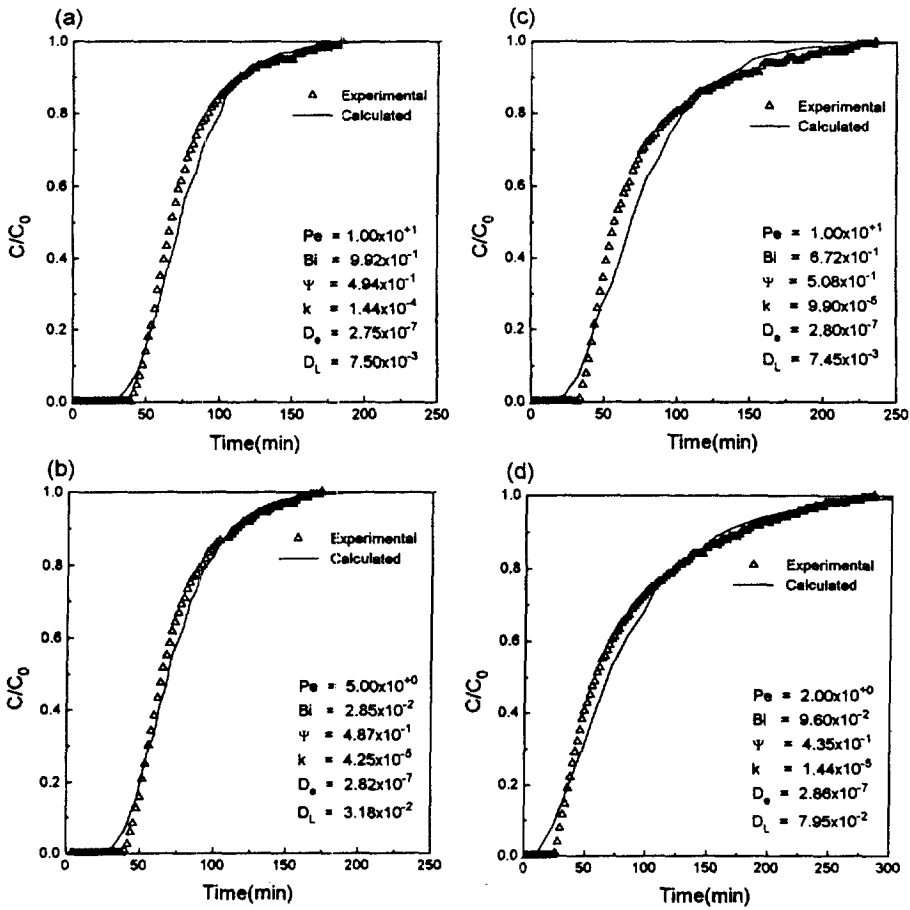 (a)
1.0
0.8
0.6
0.4
0.2
0.0
C/C₀
△ Experimental
— Calculated
Pe = 1.00x10⁺¹
Bi = 9.92x10⁻¹
Ψ = 4.94x10⁻¹
k = 1.44x10⁻⁴
Dₑ = 2.75x10⁻⁷
D_L = 7.50x10⁻³
0 50 100 150 200 250
Time(min)
(c)
1.0
0.8
0.6
0.4
0.2
0.0
C/C₀
△ Experimental
— Calculated
Pe = 1.00x10⁺¹
Bi = 6.72x10⁻¹
Ψ = 5.08x10⁻¹
k = 9.90x10⁻⁵
Dₑ = 2.80x10⁻⁷
D_L = 7.45x10⁻³
0 50 100 150 200 250
Time(min)
(b)
1.0
0.8
0.6
0.4
0.2
0.0
C/C₀
△ Experimental
— Calculated
Pe = 5.00x10⁺⁰
Bi = 2.85x10⁻²
Ψ = 4.87x10⁻¹
k = 4.25x10⁻⁵
Dₑ = 2.82x10⁻⁷
D_L = 3.18x10⁻²
0 50 100 150 200 250
Time(min)
(d)
1.0
0.8
0.6
0.4
0.2
0.0
C/C₀
△ Experimental
— Calculated
Pe = 2.00x10⁺⁰
Bi = 9.60x10⁻²
Ψ = 4.35x10⁻¹
k = 1.44x10⁻⁵
Dₑ = 2.86x10⁻⁷
D_L = 7.95x10⁻²
0 50 100 150 200 250 300
Time(min)